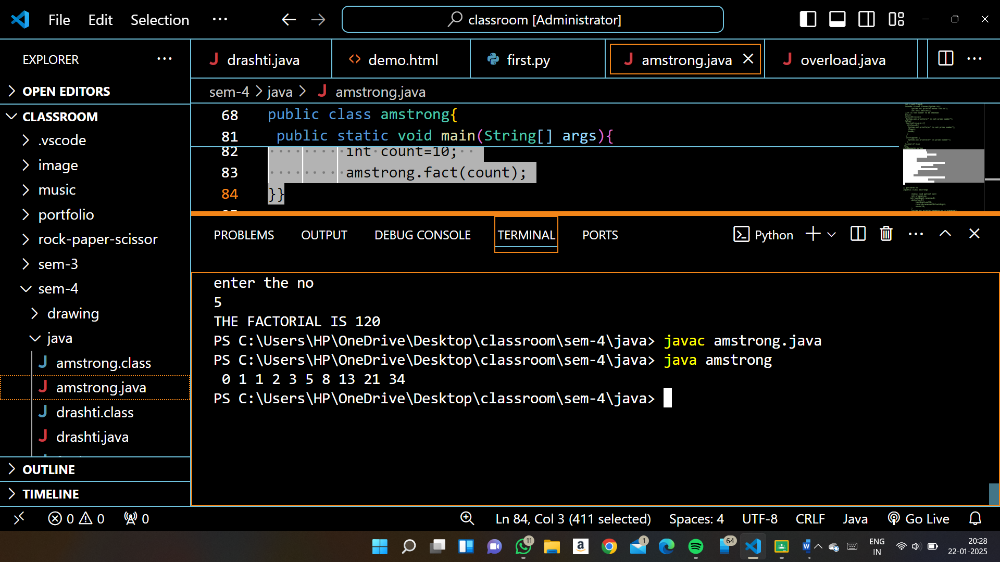 File Edit Selection ··· classroom [Administrator]
EXPLORER ···
drashti.java demo.html first.py amstrong.java overload.java ···
OPEN EDITORS
sem-4 > java > amstrong.java
CLASSROOM
.vscode
image
music
portfolio
rock-paper-scissor
sem-3
sem-4
drawing
java
amstrong.class
amstrong.java
drashti.class
drashti.java
OUTLINE
TIMELINE
68 public class amstrong{
81 public static void main(String[] args){
82 int count=10;
83 amstrong.fact(count);
84 }}
PROBLEMS OUTPUT DEBUG CONSOLE TERMINAL PORTS Python ···
enter the no
5
THE FACTORIAL IS 120
PS C:\Users\HP\OneDrive\Desktop\classroom\sem-4\java> javac amstrong.java
PS C:\Users\HP\OneDrive\Desktop\classroom\sem-4\java> java amstrong
0 1 1 2 3 5 8 13 21 34
PS C:\Users\HP\OneDrive\Desktop\classroom\sem-4\java>
0 0 0 Ln 84, Col 3 (411 selected) Spaces: 4 UTF-8 CRLF Java Go Live
11 1 64 ENG 20:28
IN 22-01-2025